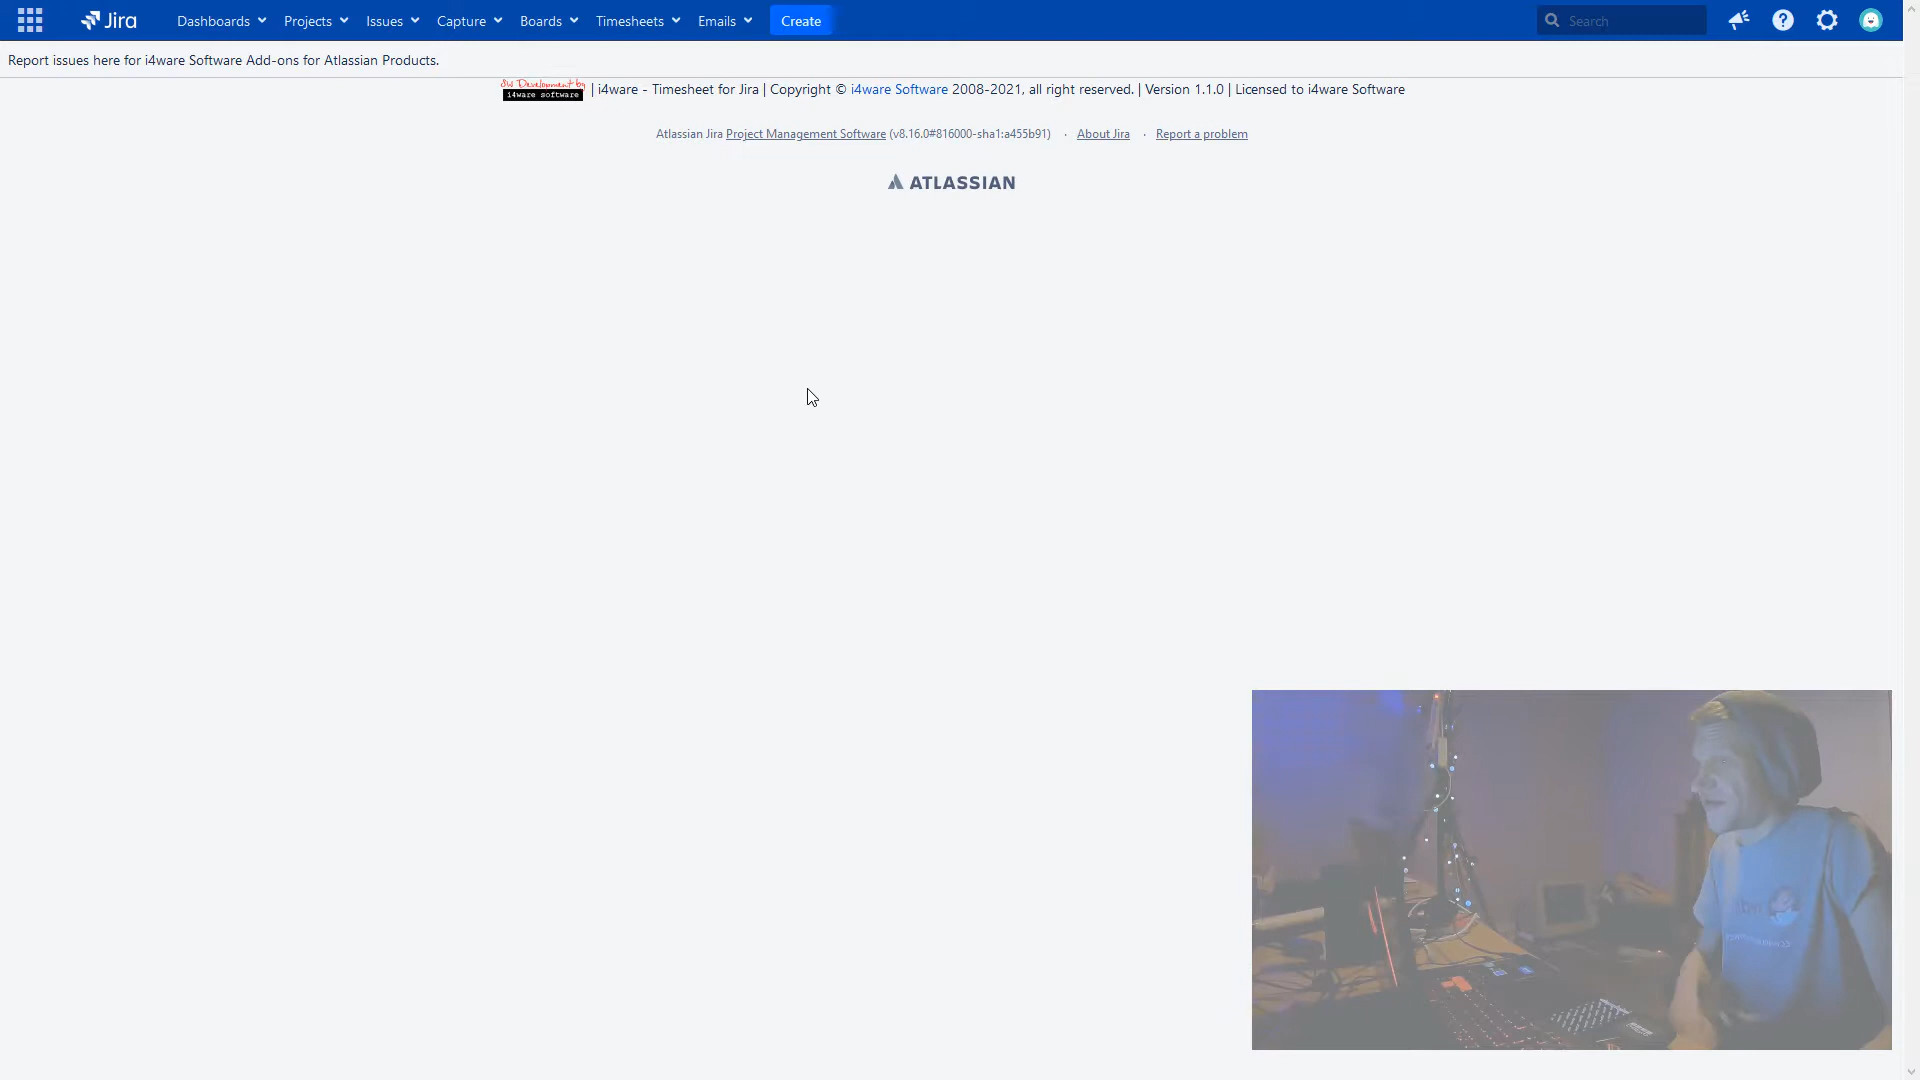 Jira Dashboards Projects Issues Capture Boards Timesheets Emails Create Search
Report issues here for i4ware Software Add-ons for Atlassian Products.
SW Development by
i4ware software
| i4ware - Timesheet for Jira | Copyright © i4ware Software 2008-2021, all right reserved. | Version 1.1.0 | Licensed to i4ware Software
Atlassian Jira Project Management Software (v8.16.0#816000-sha1:a455b91) · About Jira · Report a problem
ATLASSIAN